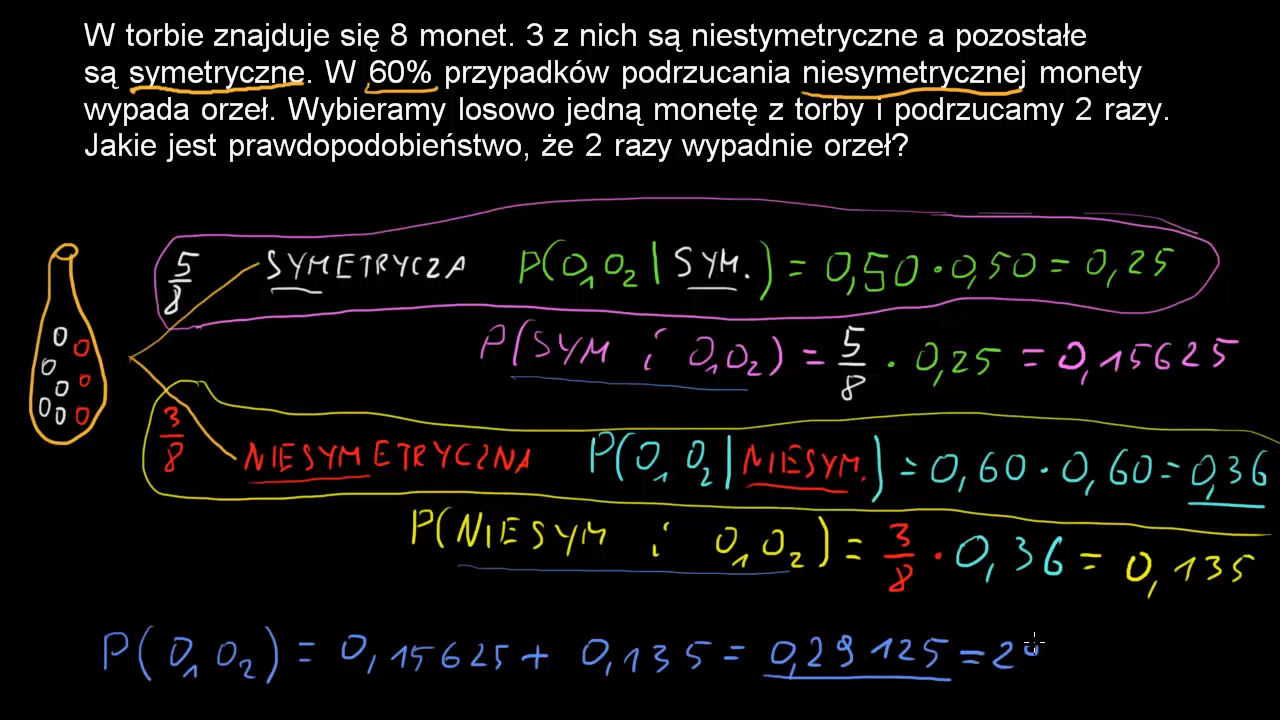 W torbie znajduje się 8 monet. 3 z nich są niestymetryczne a pozostałe
są symetryczne. W 60% przypadków podrzucania niesymetrycznej monety
wypada orzeł. Wybieramy losowo jedną monetę z torby i podrzucamy 2 razy.
Jakie jest prawdopodobieństwo, że 2 razy wypadnie orzeł?
5/8 SYMETRYCZA P(O₁O₂|SYM.) = 0,50·0,50 = 0,25
P(SYM i O₁O₂) = 5/8 · 0,25 = 0,15625
3/8 NIESYMETRYCZNA P(O₁O₂|NIESYM.) = 0,60·0,60 = 0,36
P(NIESYM i O₁O₂) = 3/8 · 0,36 = 0,135
P(O₁O₂) = 0,15625 + 0,135 = 0,29125 = 2